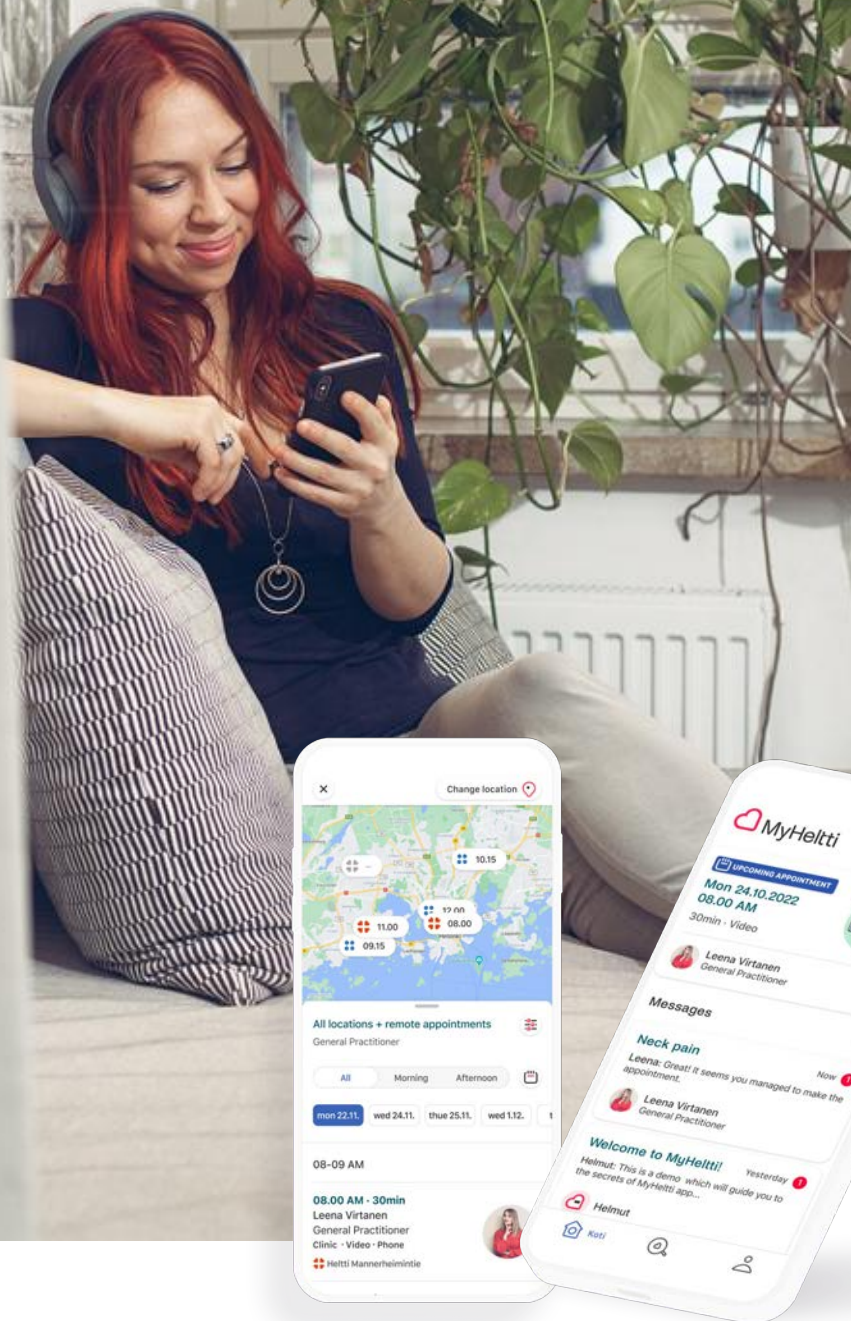 Change location
10.15
12.00
11.00
08.00
09.15
All locations + remote appointments
General Practitioner
All
Morning
Afternoon
mon 22.11.
wed 24.11.
thue 25.11.
wed 1.12.
08-09 AM
08.00 AM - 30min
Leena Virtanen
General Practitioner
Clinic · Video · Phone
Heltti Mannerheimintie
MyHeltti
UPCOMING APPOINTMENT
Mon 24.10.2022
08.00 AM
30min · Video
Leena Virtanen
General Practitioner
Messages
Neck pain
Now
1
Leena: Great! it seems you managed to make the
appointment.
Leena Virtanen
General Practitioner
Welcome to MyHeltti!
Yesterday
1
Helmut: This is a demo which will guide you to
the secrets of MyHeltti app...
Helmut
Koti